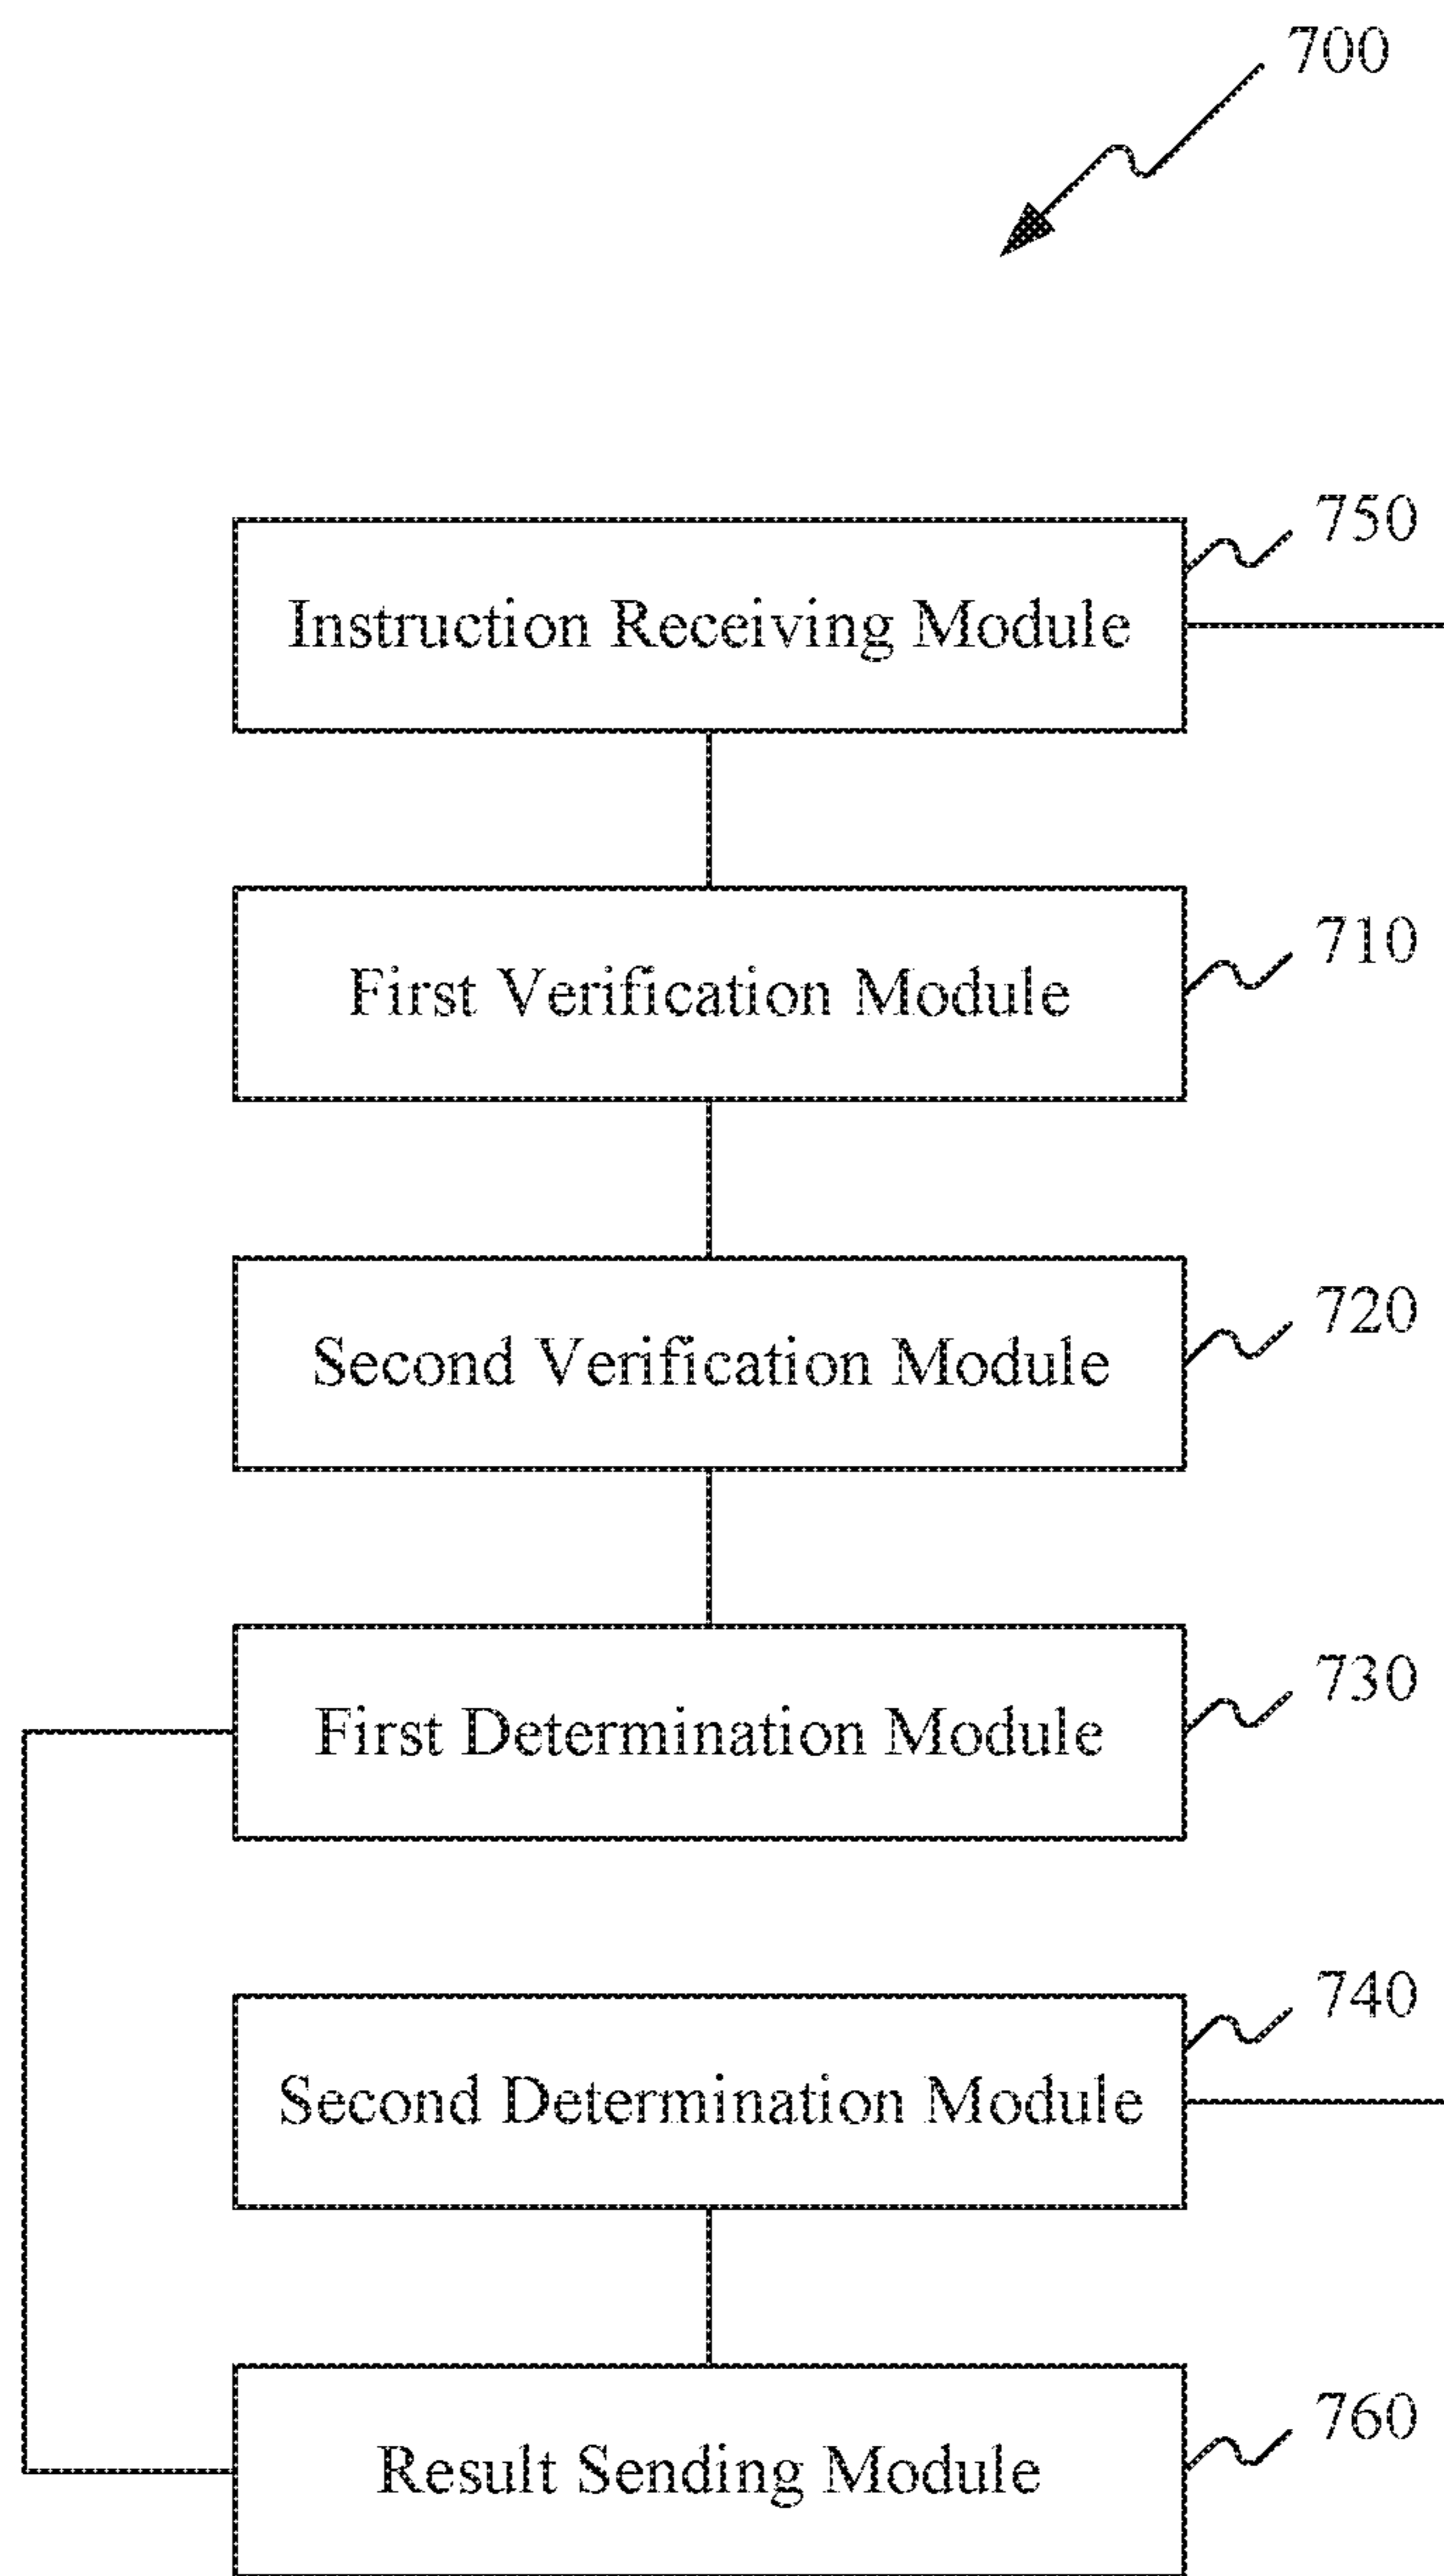 700
750
Instruction Receiving Module
710
First Verification Module
720
Second Verification Module
730
First Determination Module
740
Second Determination Module
760
Result Sending Module